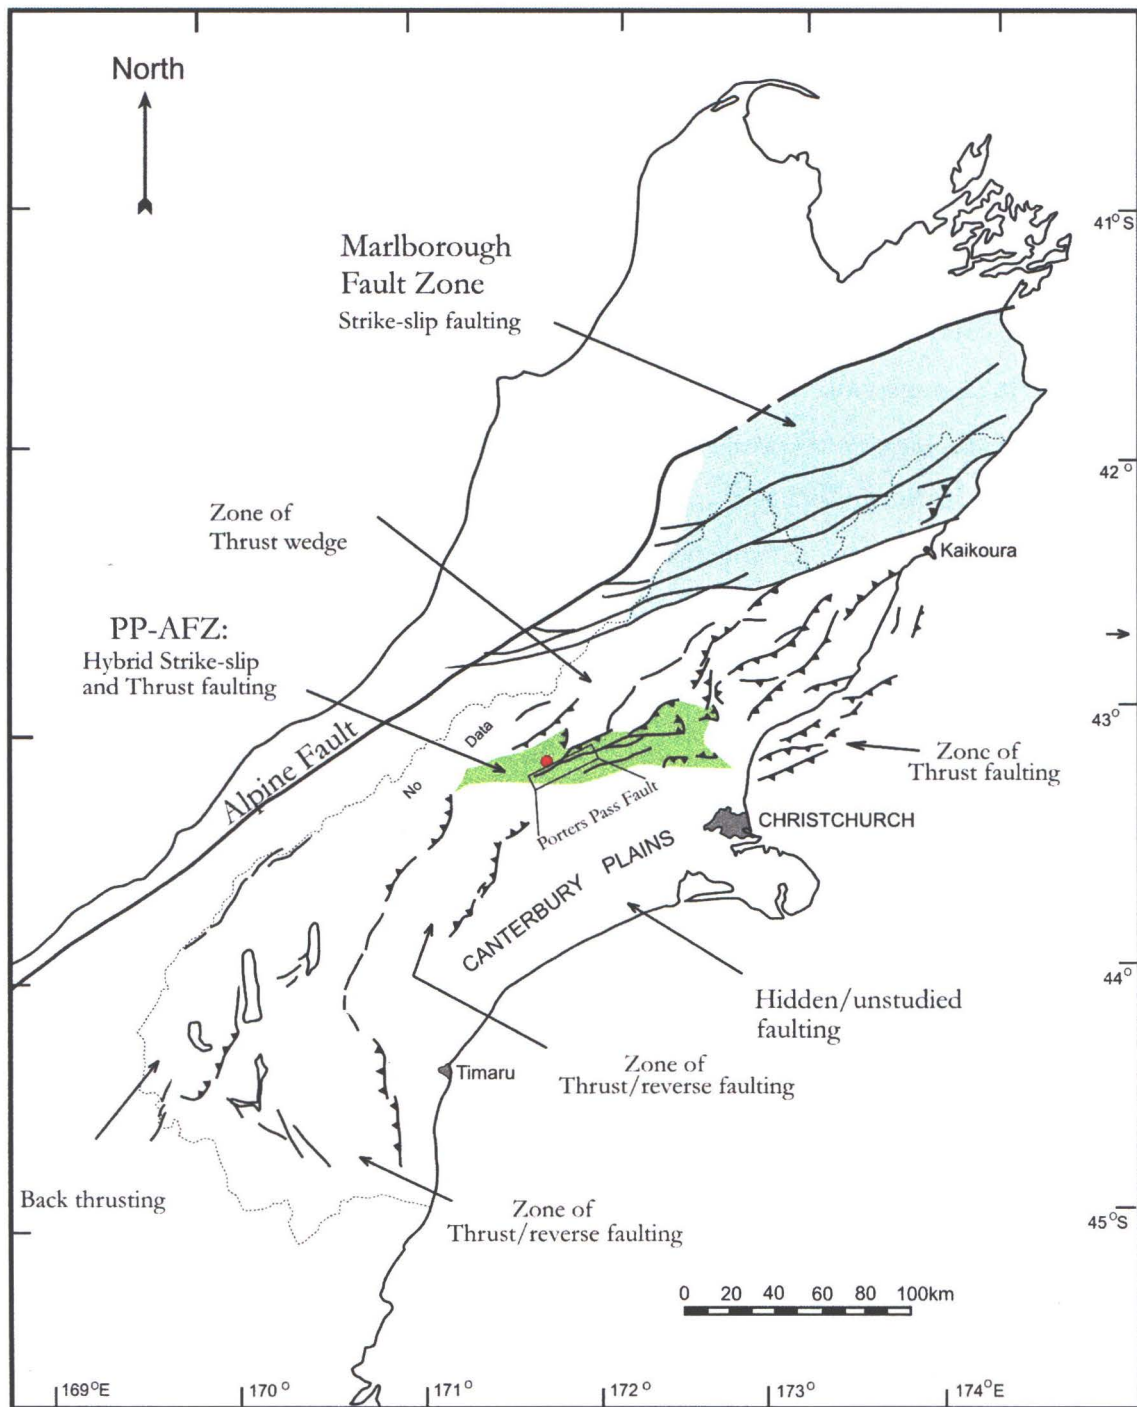 North
41°S
Marlborough
Fault Zone
Strike-slip faulting
42°
Zone of
Thrust wedge
Kaikoura
PP-AFZ:
Hybrid Strike-slip
and Thrust faulting
43°
Data
No
Alpine Fault
Zone of
Thrust faulting
Porters Pass Fault
CHRISTCHURCH
CANTERBURY PLAINS
44°
Hidden/unstudied
faulting
Zone of
Thrust/reverse faulting
Timaru
Back thrusting
Zone of
Thrust/reverse faulting
45°S
0 20 40 60 80 100km
169°E 170° 171° 172° 173° 174°E